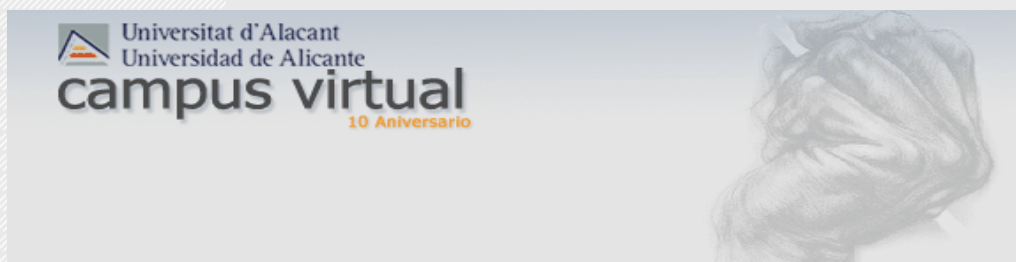 Universitat d'Alacant
Universidad de Alicante
campus virtual
10 Aniversario